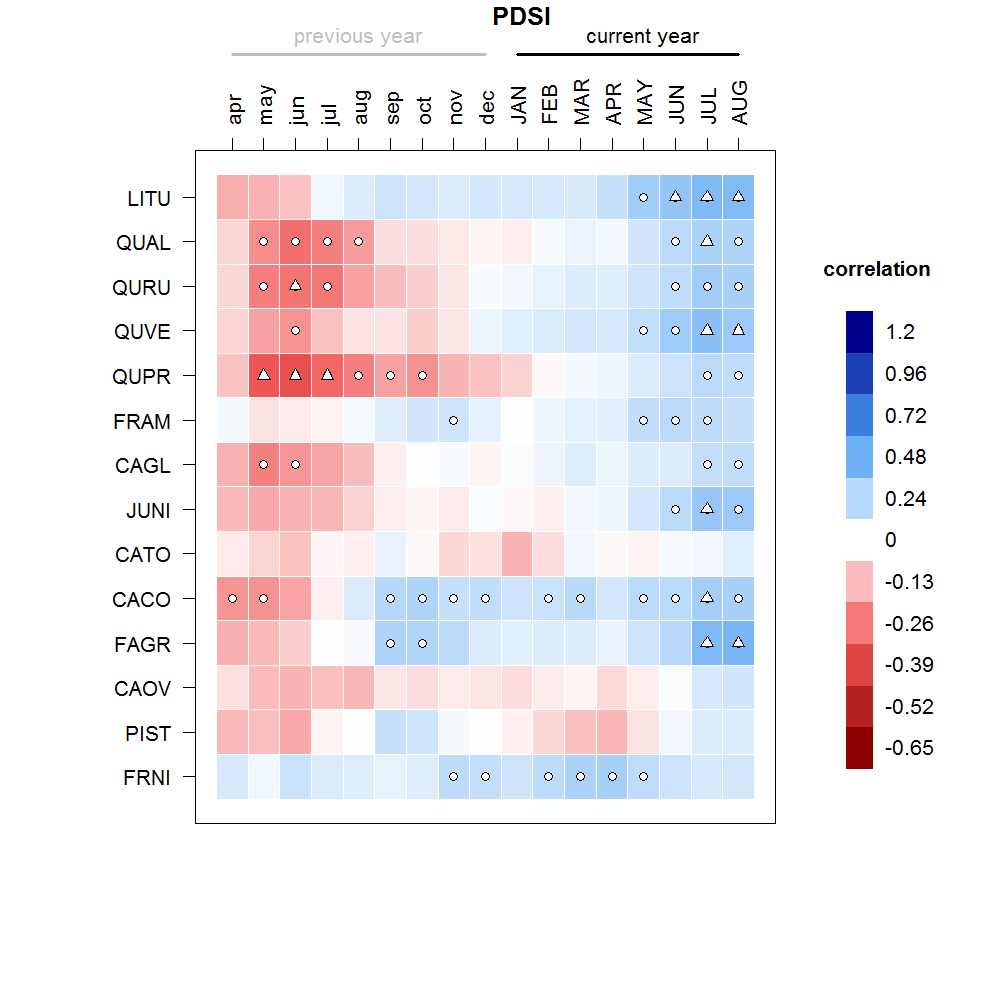 PDSI
previous year current year
apr may jun jul aug sep oct nov dec JAN FEB MAR APR MAY JUN JUL AUG
LITU
QUAL
QURU
QUVE
QUPR
FRAM
CAGL
JUNI
CATO
CACO
FAGR
CAOV
PIST
FRNI
correlation
1.2
0.96
0.72
0.48
0.24
0
-0.13
-0.26
-0.39
-0.52
-0.65